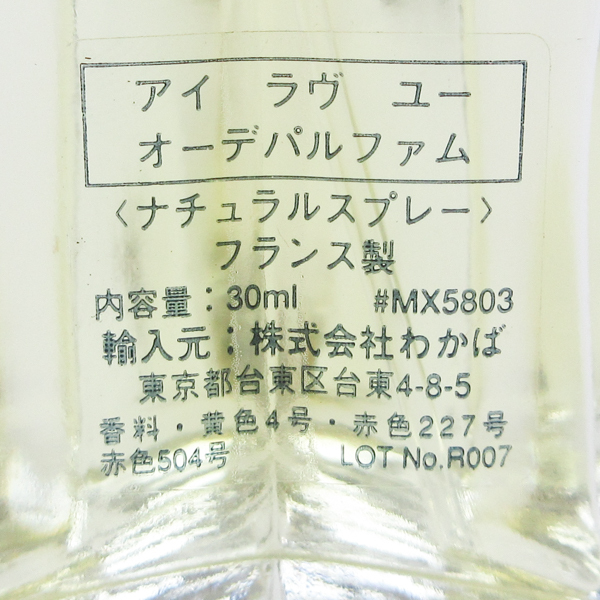 アイ ラヴ ユー
オーデパルファム
〈ナチュラルスプレー〉
フランス製
内容量：30ml #MX5803
輸入元：株式会社わかば
東京都台東区台東4-8-5
香料・黄色4号・赤色227号
赤色504号 LOT No.R007